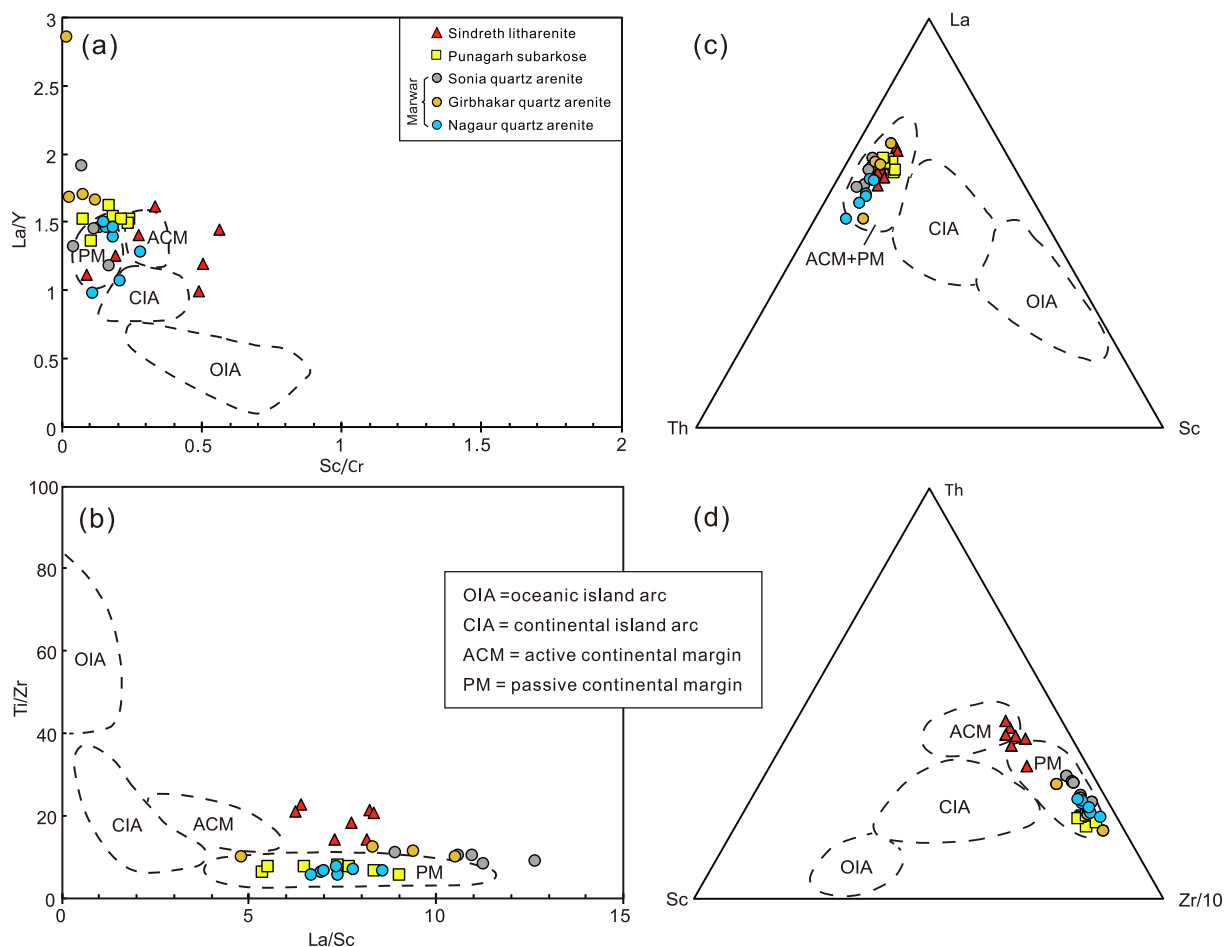 (a)
3
2.5
2
1.5
1
0.5
0
La/Y
0
0.5
1
1.5
2
Sc/Cr
Sindreth litharenite
Punagarh subarkose
Marwar
Sonia quartz arenite
Girbhakar quartz arenite
Nagaur quartz arenite
PM
ACM
CIA
OIA
(c)
La
Th
Sc
ACM+PM
CIA
OIA
(b)
100
80
60
40
20
0
Ti/Zr
0
5
10
15
La/Sc
OIA
CIA
ACM
PM
OIA =oceanic island arc
CIA = continental island arc
ACM = active continental margin
PM = passive continental margin
(d)
Th
Sc
Zr/10
ACM
PM
CIA
OIA